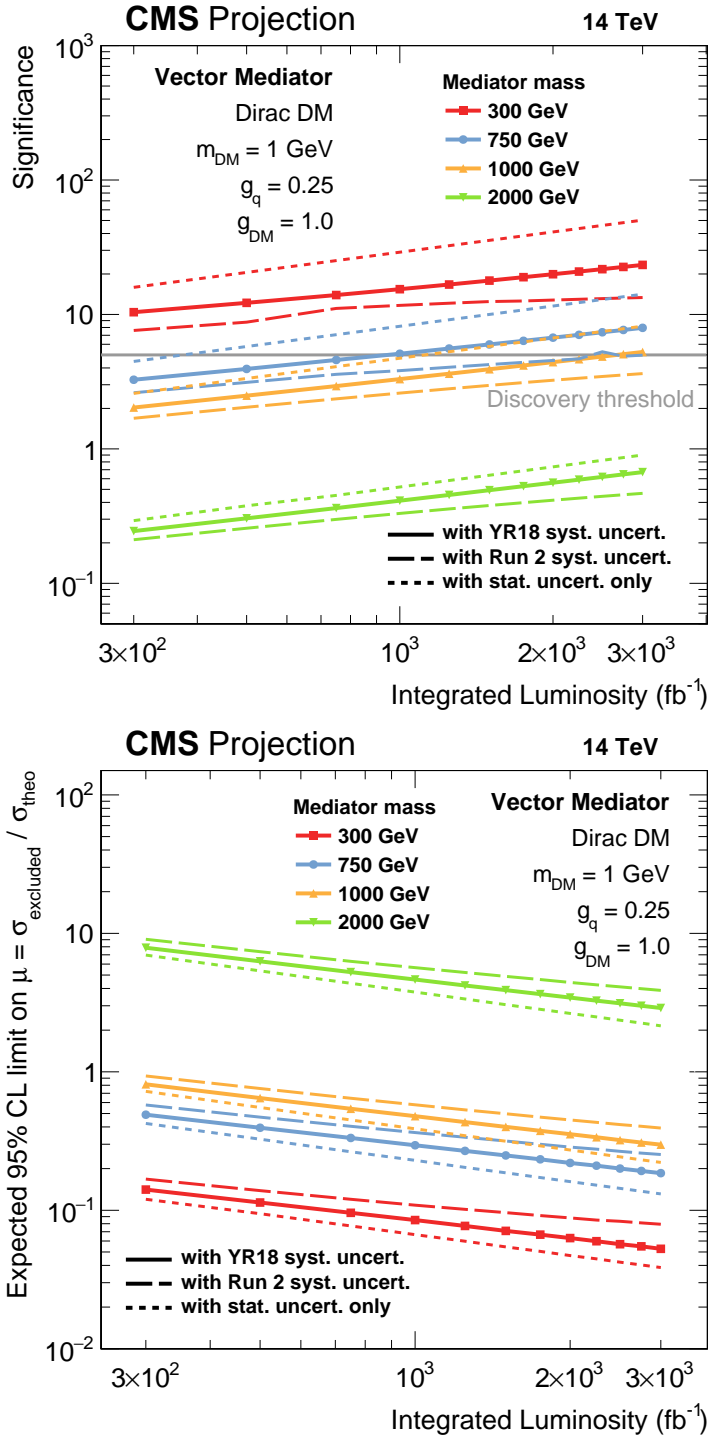 CMS Projection 14 TeV
Significance
10³
10²
10
1
10⁻¹
Vector Mediator
Dirac DM
m_DM = 1 GeV
g_q = 0.25
g_DM = 1.0
Mediator mass
300 GeV
750 GeV
1000 GeV
2000 GeV
Discovery threshold
with YR18 syst. uncert.
with Run 2 syst. uncert.
with stat. uncert. only
3×10² 10³ 2×10³ 3×10³
Integrated Luminosity (fb⁻¹)
CMS Projection 14 TeV
Expected 95% CL limit on μ = σ_excluded / σ_theo
10²
10
1
10⁻¹
10⁻²
Mediator mass
300 GeV
750 GeV
1000 GeV
2000 GeV
Vector Mediator
Dirac DM
m_DM = 1 GeV
g_q = 0.25
g_DM = 1.0
with YR18 syst. uncert.
with Run 2 syst. uncert.
with stat. uncert. only
3×10² 10³ 2×10³ 3×10³
Integrated Luminosity (fb⁻¹)